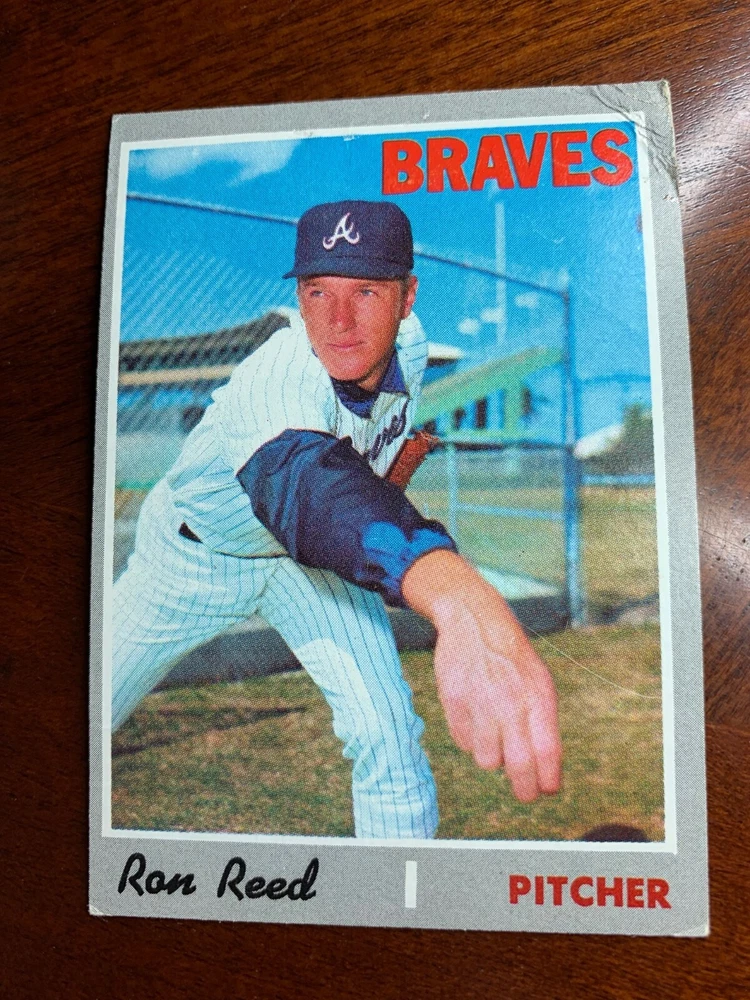 BRAVES
A
Ron Reed
PITCHER